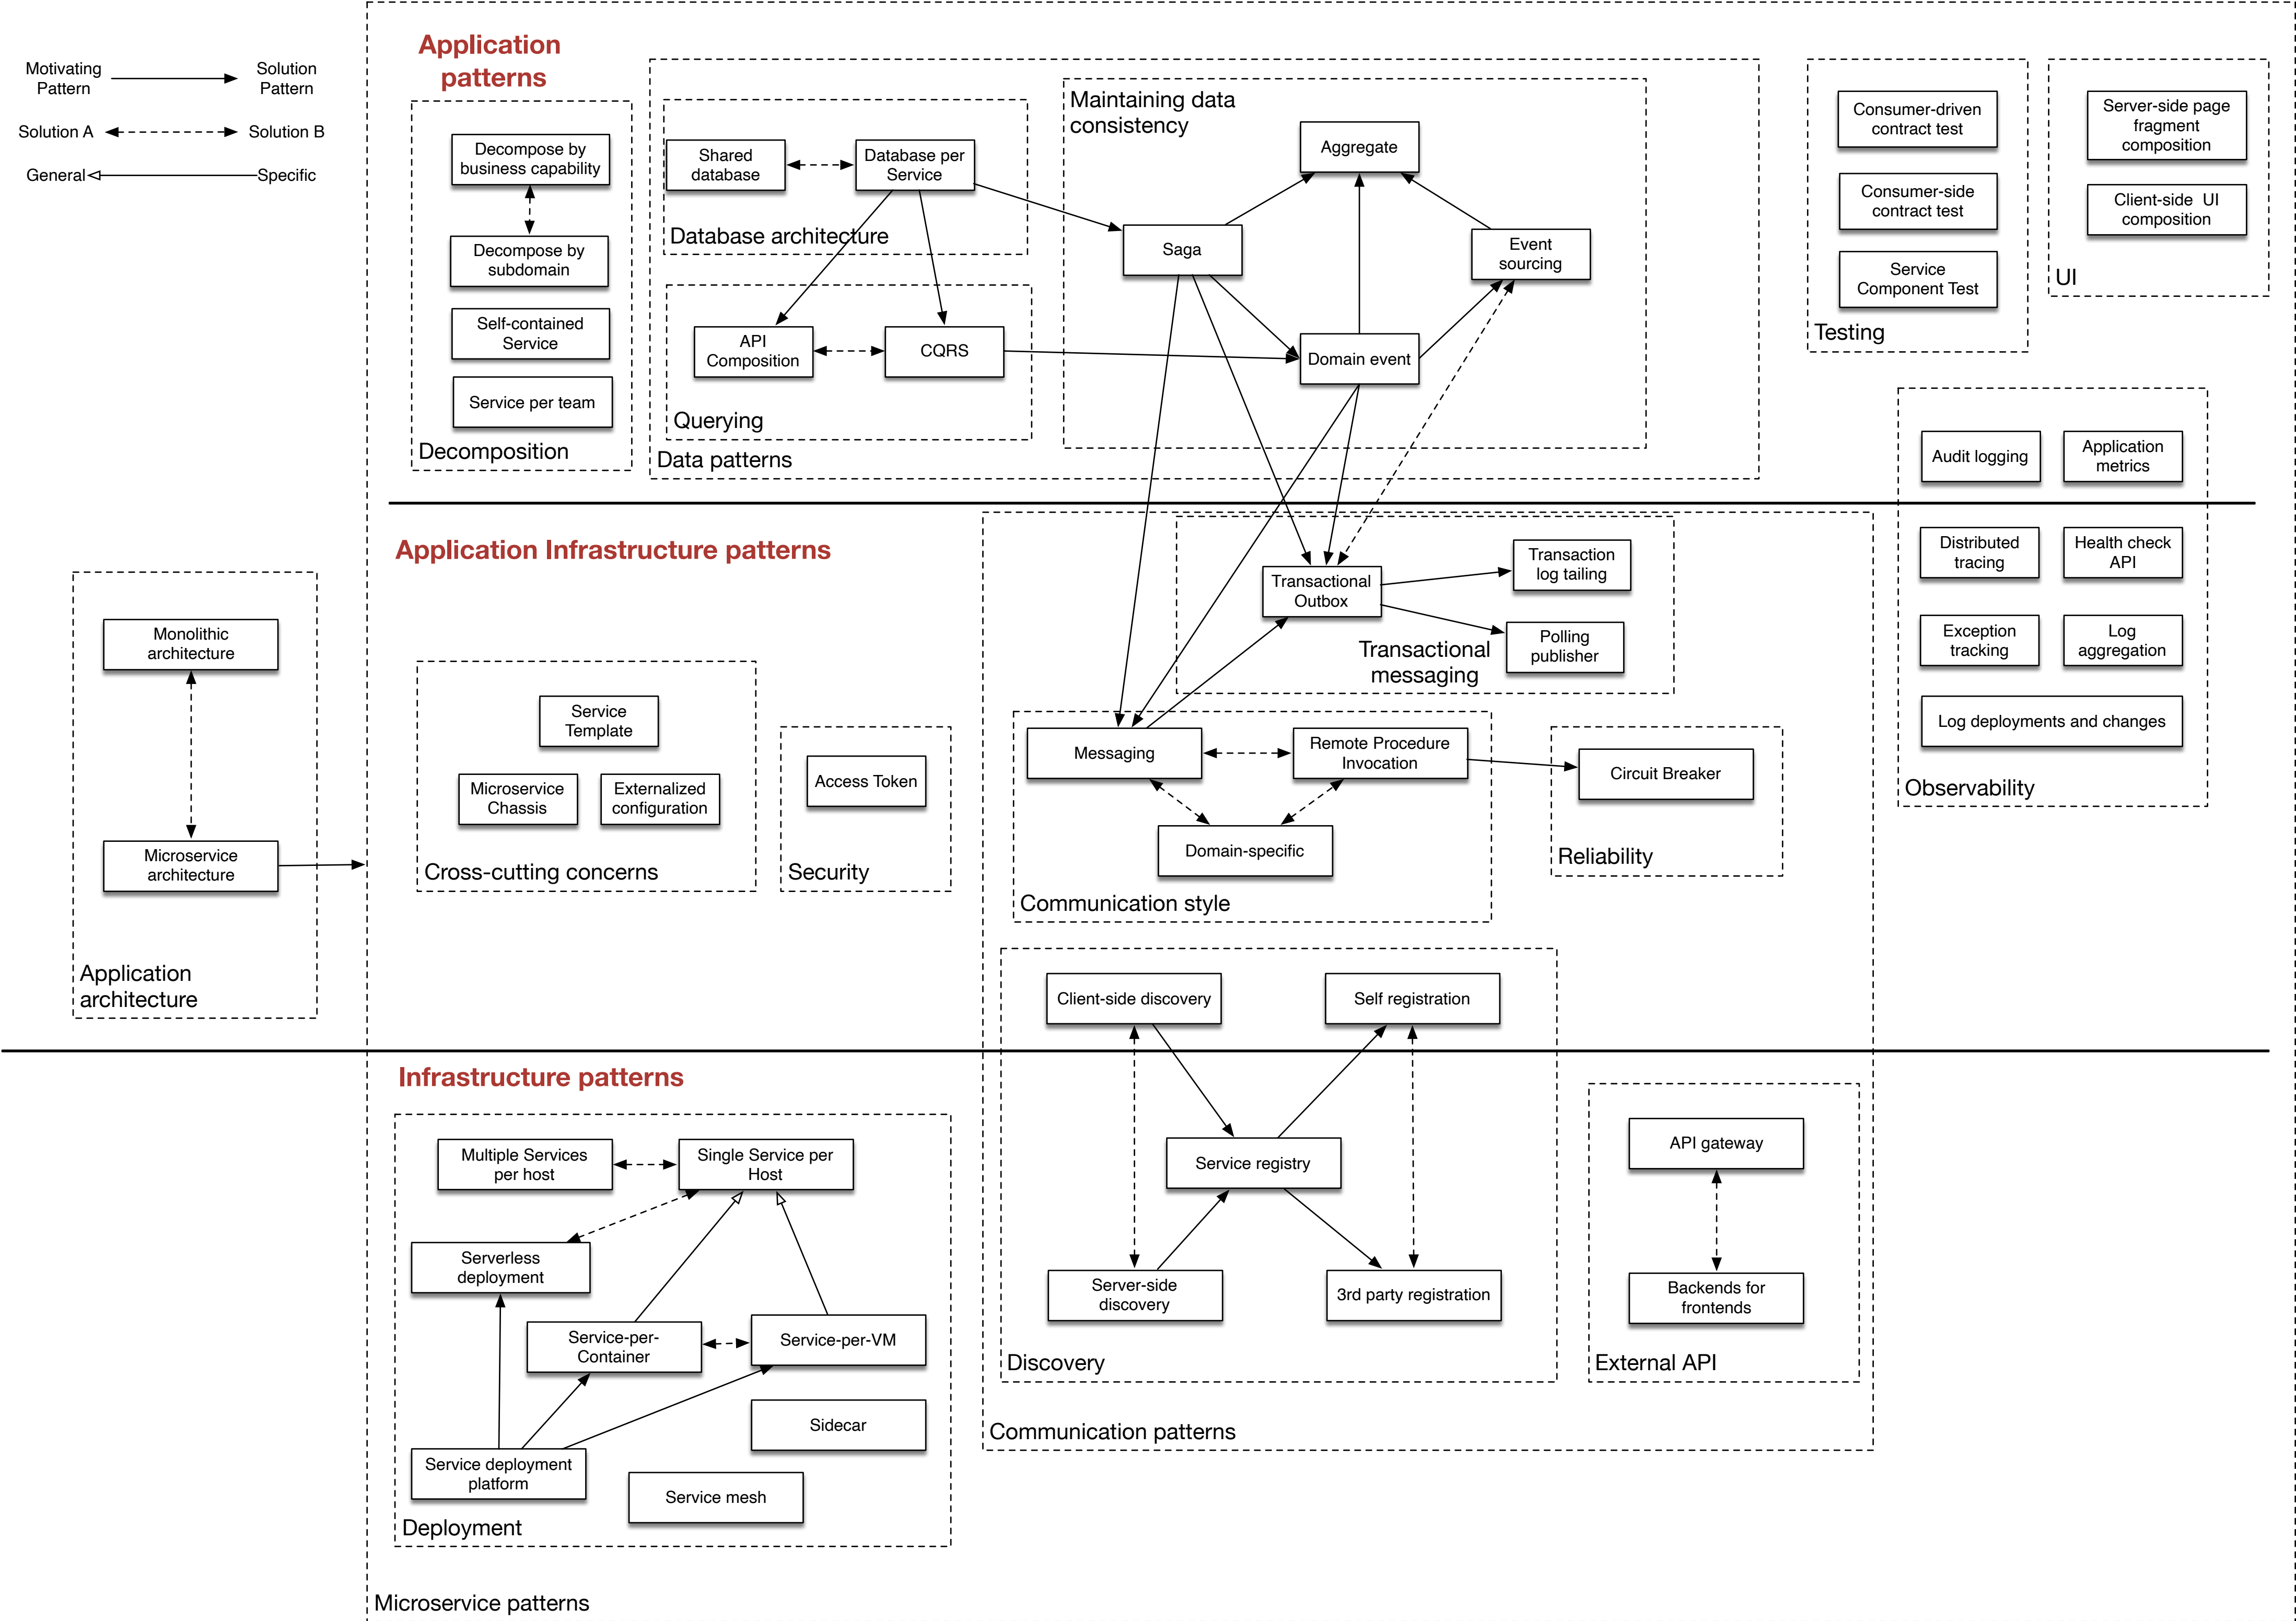 Motivating
Pattern
Solution
Pattern
Solution A
Solution B
General
Specific
Application
patterns
Decompose by
business capability
Decompose by
subdomain
Self-contained
Service
Service per team
Decomposition
Shared
database
Database per
Service
Database architecture
API
Composition
CQRS
Querying
Data patterns
Maintaining data
consistency
Aggregate
Saga
Event
sourcing
Domain event
Consumer-driven
contract test
Consumer-side
contract test
Service
Component Test
Testing
Server-side page
fragment
composition
Client-side UI
composition
UI
Audit logging
Application
metrics
Distributed
tracing
Health check
API
Exception
tracking
Log
aggregation
Log deployments and changes
Observability
Application Infrastructure patterns
Monolithic
architecture
Microservice
architecture
Application
architecture
Service
Template
Microservice
Chassis
Externalized
configuration
Cross-cutting concerns
Access Token
Security
Transactional
Outbox
Transaction
log tailing
Polling
publisher
Transactional
messaging
Messaging
Remote Procedure
Invocation
Domain-specific
Communication style
Circuit Breaker
Reliability
Client-side discovery
Self registration
Service registry
Server-side
discovery
3rd party registration
Discovery
API gateway
Backends for
frontends
External API
Communication patterns
Infrastructure patterns
Multiple Services
per host
Single Service per
Host
Serverless
deployment
Service-per-
Container
Service-per-VM
Sidecar
Service deployment
platform
Service mesh
Deployment
Microservice patterns